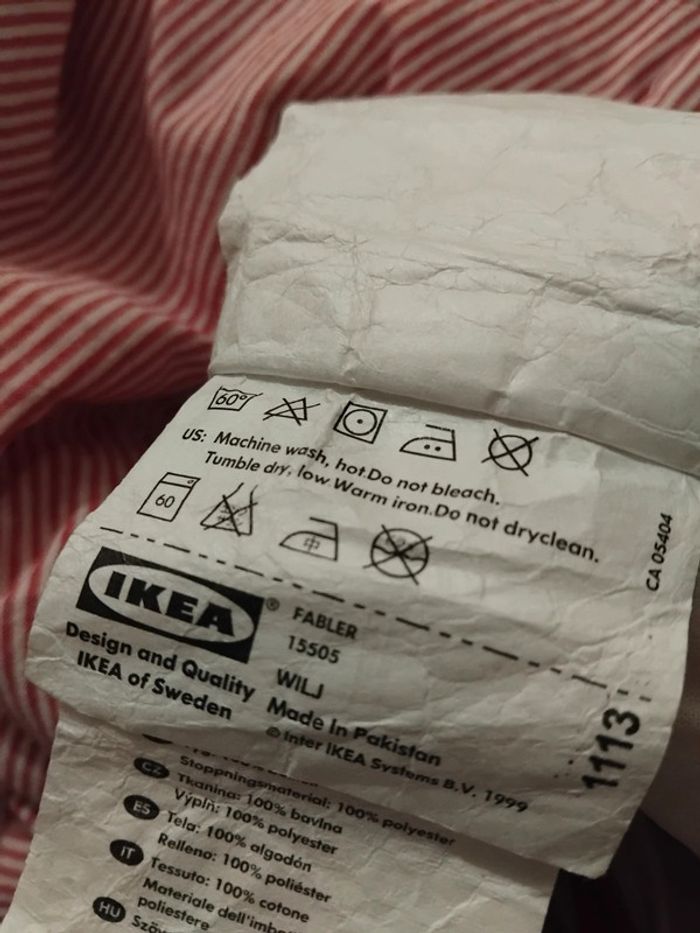 60°
US: Machine wash, hot.Do not bleach.
Tumble dry, low.Warm iron.Do not dryclean.
60
中
CA 05404
IKEA®
Design and Quality
IKEA of Sweden
FABLER
15505
WILJ
Made In Pakistan
© Inter IKEA Systems B.V. 1999
1113
Stoppningsmaterial: 100% polyester
CZ Tkanina: 100% bavlna
Výplň: 100% polyester
ES Tela: 100% algodón
Relleno: 100% poliéster
IT Tessuto: 100% cotone
Materiale
poliestere
HU